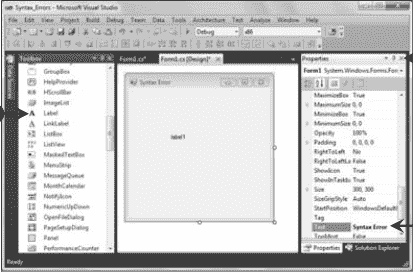 Syntax_Errors - Microsoft Visual Studio
File Edit View Project Build Debug Team Data Tools Architecture Test Analyze Window Help
Debug x86
Toolbox
GroupBox
HelpProvider
HScrollBar
ImageList
A Label
A LinkLabel
ListBox
ListView
MaskedTextBox
MenuStrip
MessageQueue
MonthCalendar
NotifyIcon
NumericUpDown
OpenFileDialog
PageSetupDialog
Panel
PerformanceCounter
Form1.cs* Form1.cs [Design]*
Syntax Error
label1
Properties
Form1 System.Windows.Forms.For
MaximizeBox True
MaximumSize 0, 0
MinimizeBox True
MinimumSize 0, 0
Opacity 100%
Padding 0, 0, 0, 0
RightToLeft No
RightToLeftLa False
ShowIcon True
ShowInTaskb True
Size 300, 300
SizeGripStyle Auto
StartPosition WindowsDefault
Tag
Text Syntax Error
TopMost False
Properties Solution Explorer
Ready